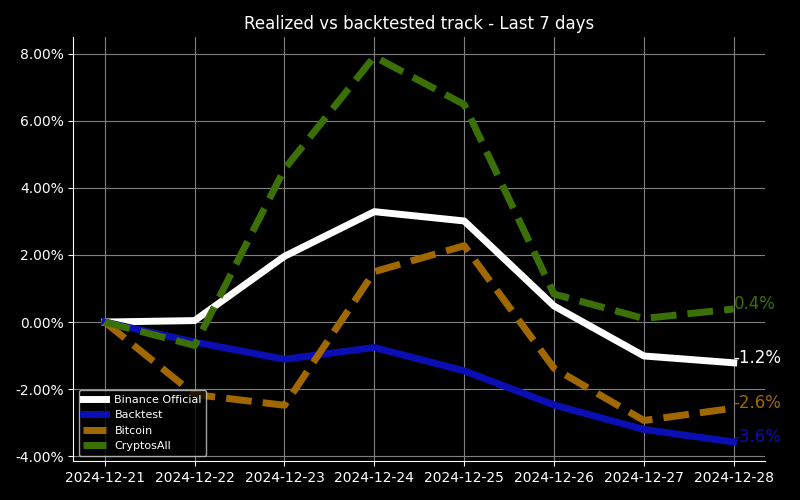 Realized vs backtested track - Last 7 days
8.00%
6.00%
4.00%
2.00%
0.00%
-2.00%
-4.00%
0.4%
-1.2%
-2.6%
-3.6%
Binance Official
Backtest
Bitcoin
CryptosAll
2024-12-21 2024-12-22 2024-12-23 2024-12-24 2024-12-25 2024-12-26 2024-12-27 2024-12-28